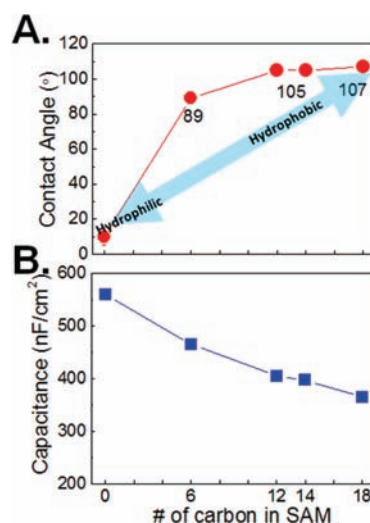 A.
120
100
80
60
40
20
0
Contact Angle (○)
89
105
107
Hydrophilic
Hydrophobic
B.
600
500
400
300
200
Capacitance (nF/cm²)
0 6 12 14 18
# of carbon in SAM